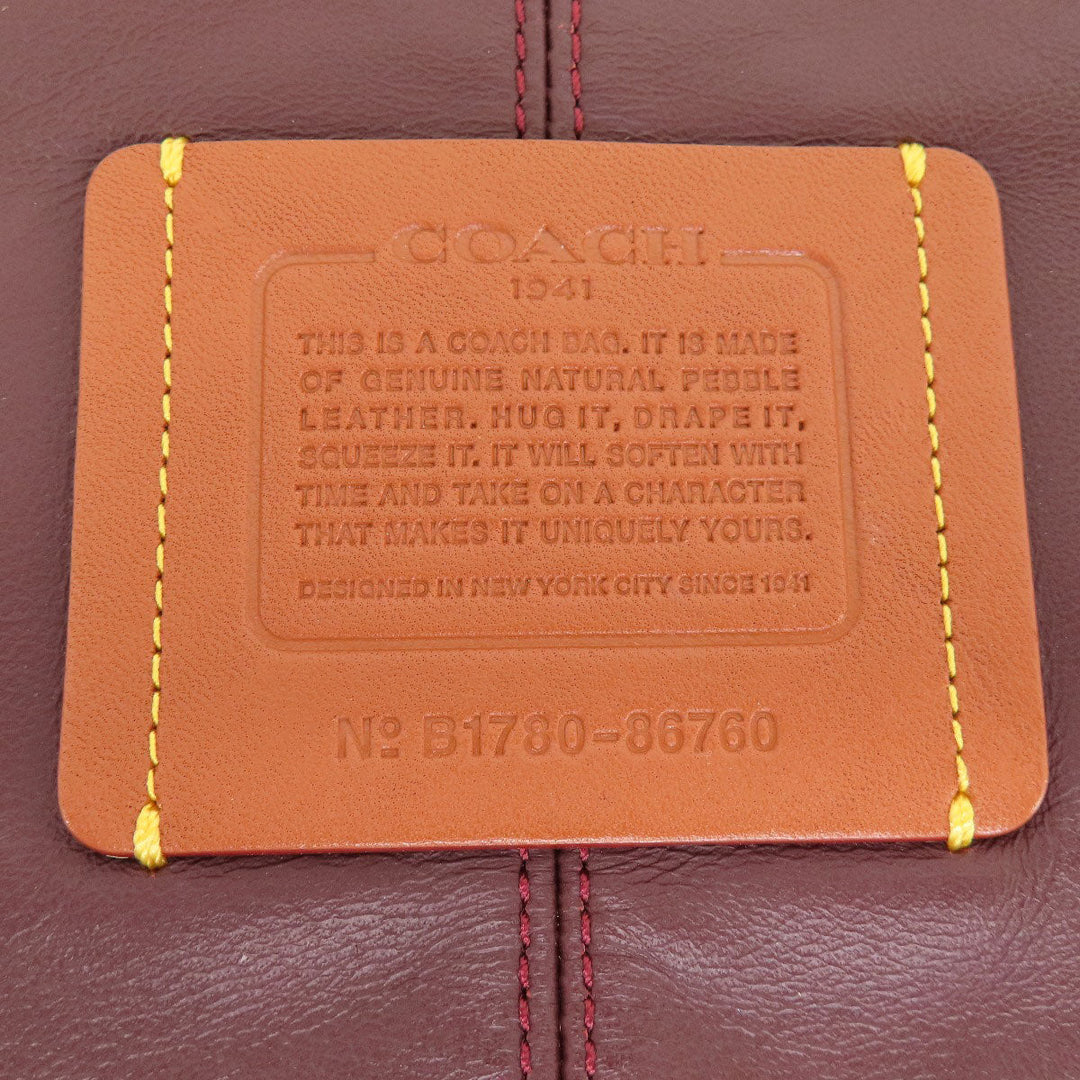 COACH
1941
THIS IS A COACH BAG. IT IS MADE
OF GENUINE NATURAL PEBBLE
LEATHER. HUG IT, DRAPE IT,
SQUEEZE IT. IT WILL SOFTEN WITH
TIME AND TAKE ON A CHARACTER
THAT MAKES IT UNIQUELY YOURS.
DESIGNED IN NEW YORK CITY SINCE 1941
Nº B1780-86760